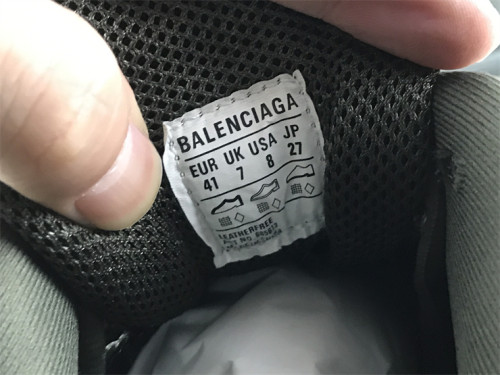 BALENCIAGA
EUR UK USA JP
41 7 8 27
LEATHERFREE